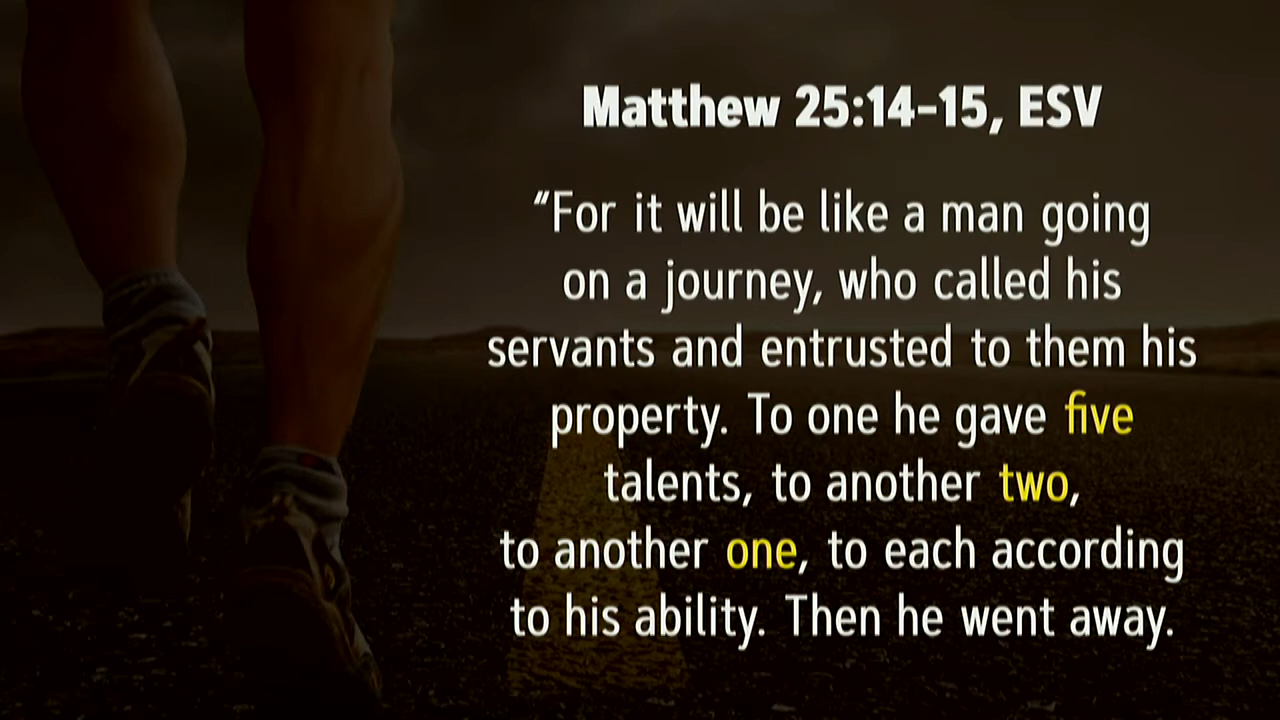 Matthew 25:14–15, ESV
“For it will be like a man going
on a journey, who called his
servants and entrusted to them his
property. To one he gave five
talents, to another two,
to another one, to each according
to his ability. Then he went away.